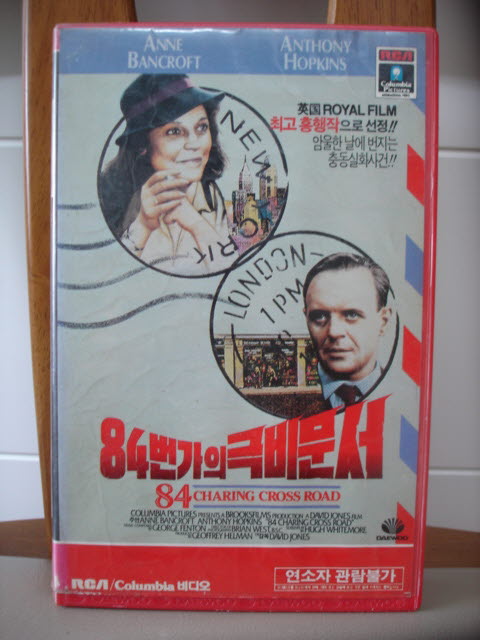 ANNE
BANCROFT
ANTHONY
HOPKINS
Columbia
Pictures
英国 ROYAL FILM
최고 흥행작으로 선정!!
암울한 날에 번지는
충동실화사건!!
NEW YORK
LONDON
1 PM
84번가의 극비문서
84 CHARING CROSS ROAD
COLUMBIA PICTURES PRESENTS A BROOKSFILMS PRODUCTION A DAVID JONES FILM
ANNE BANCROFT ANTHONY HOPKINS "84 CHARING CROSS ROAD"
GEORGE FENTON BRIAN WEST B.S.C. HUGH WHITEMORE
GEOFFREY HELMAN DAVID JONES
DAEWOO
RCA/Columbia 비디오
연소자 관람불가